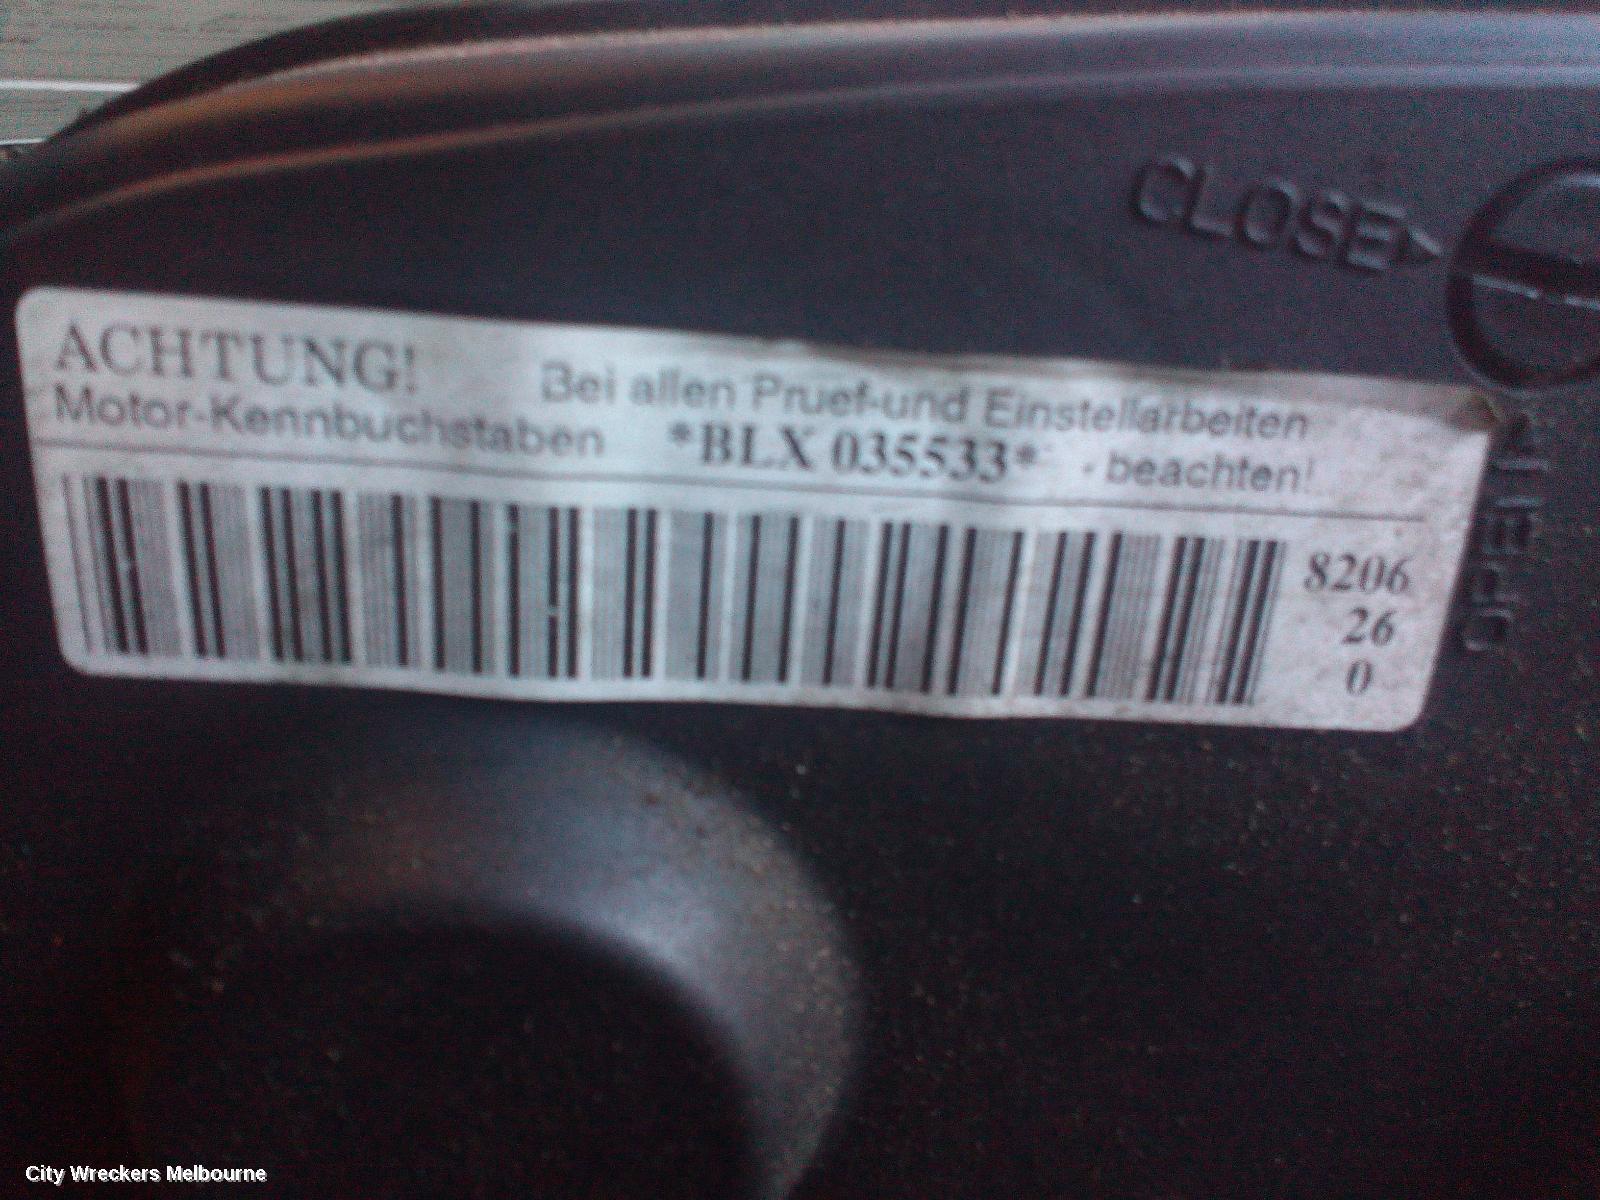 CLOSE
ACHTUNG! Bei allen Pruef-und Einstellarbeiten
Motor-Kennbuchstaben *BLX 035533* - beachten!
8206
26
0
OPEN
City Wreckers Melbourne